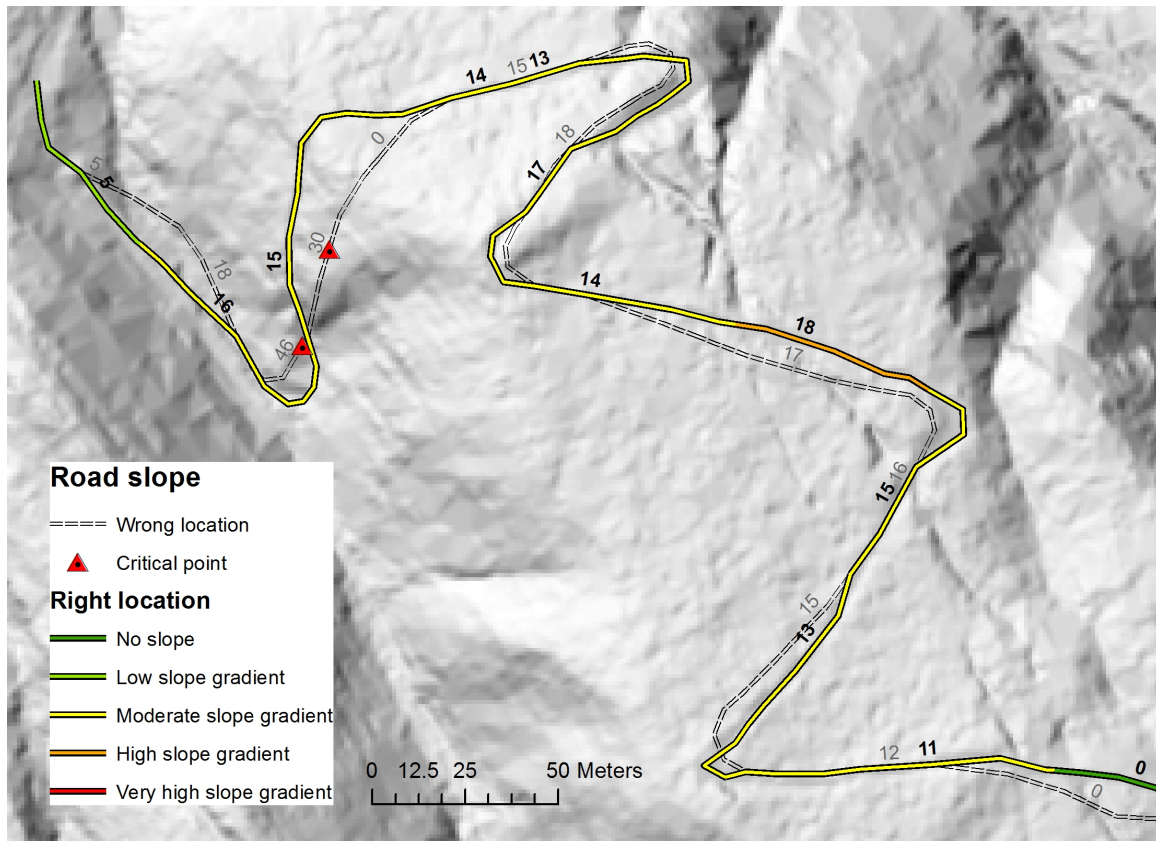 14 15 13
0
18
17
5
5
30
18
15
14
16
18
46
17
16
15
15
13
12 11
0
0
Road slope
Wrong location
Critical point
Right location
No slope
Low slope gradient
Moderate slope gradient
High slope gradient
Very high slope gradient
0 12.5 25 50 Meters